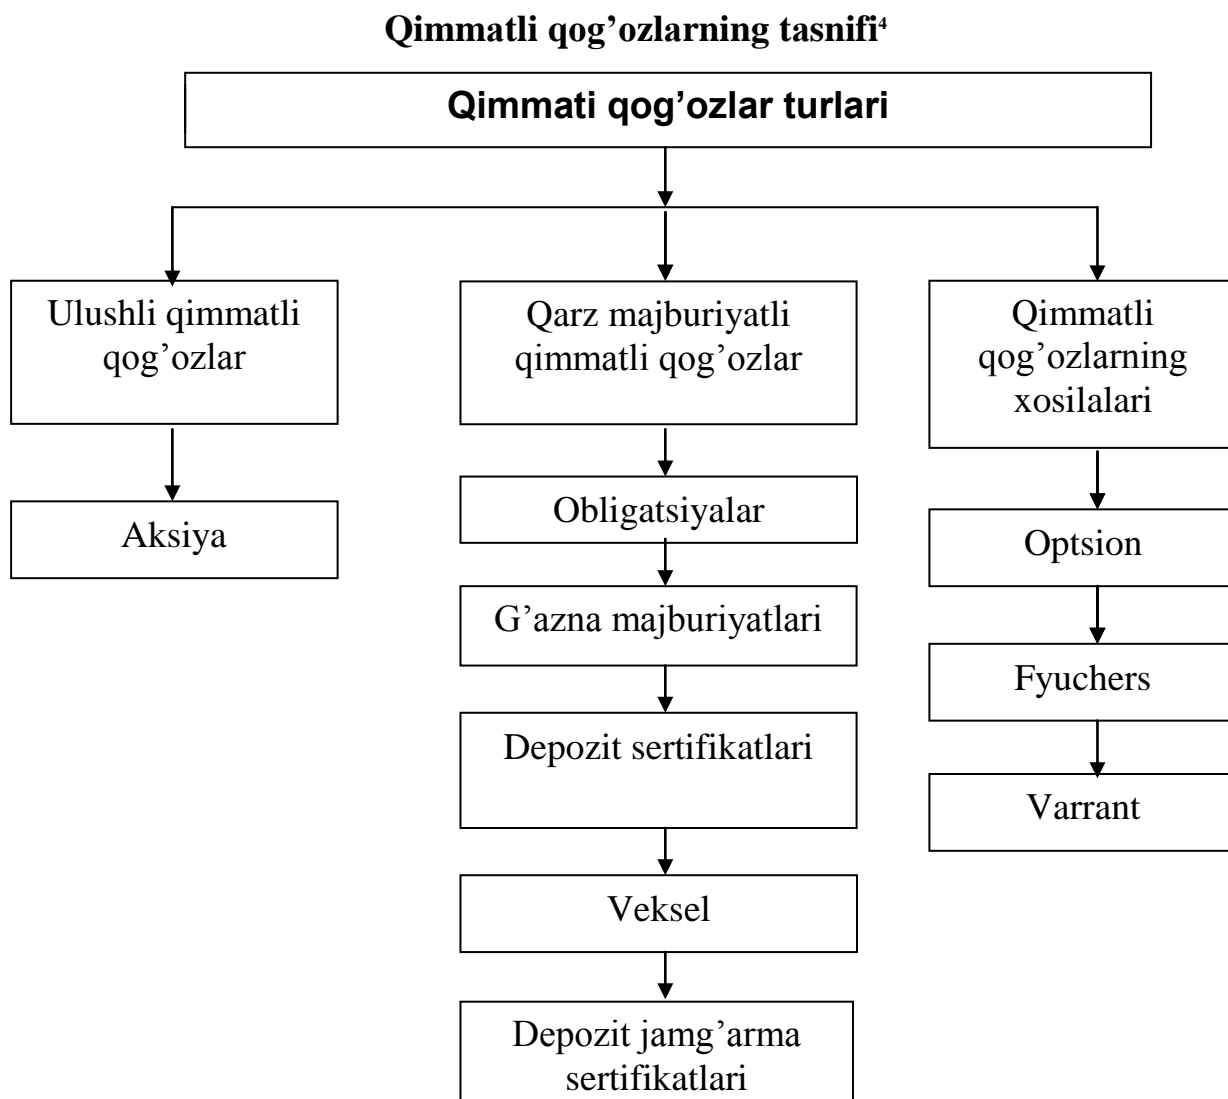 Qimmatli qog’ozlarning tasnifi⁴
Qimmati qog’ozlar turlari
Ulushli qimmatli
qog’ozlar
Aksiya
Qarz majburiyatli
qimmatli qog’ozlar
Obligatsiyalar
G’azna majburiyatlari
Depozit sertifikatlari
Veksel
Depozit jamg’arma
sertifikatlari
Qimmatli
qog’ozlarning
xosilalari
Optsion
Fyuchers
Varrant